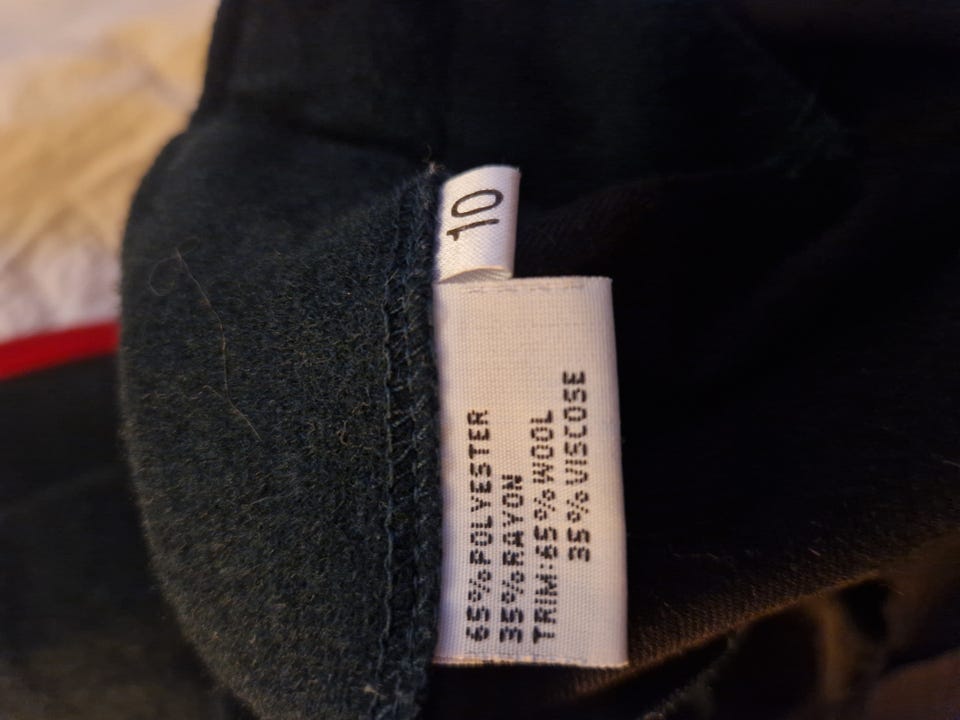 10
65% POLYESTER
35% RAYON
TRIM: 65% WOOL
35% VISCOSE